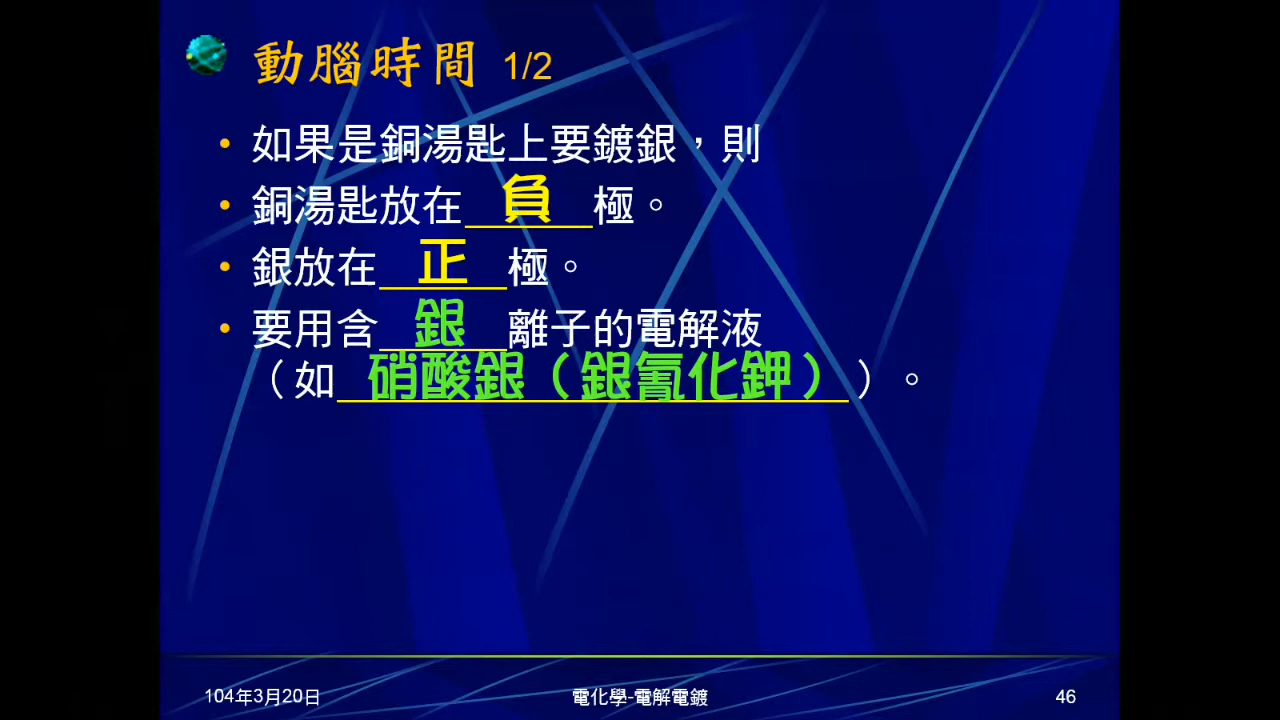 動腦時間 1/2
• 如果是銅湯匙上要鍍銀，則
• 銅湯匙放在負極。
• 銀放在正極。
• 要用含銀離子的電解液
（如硝酸銀（銀氰化鉀））。
104年3月20日
電化學-電解電鍍
46